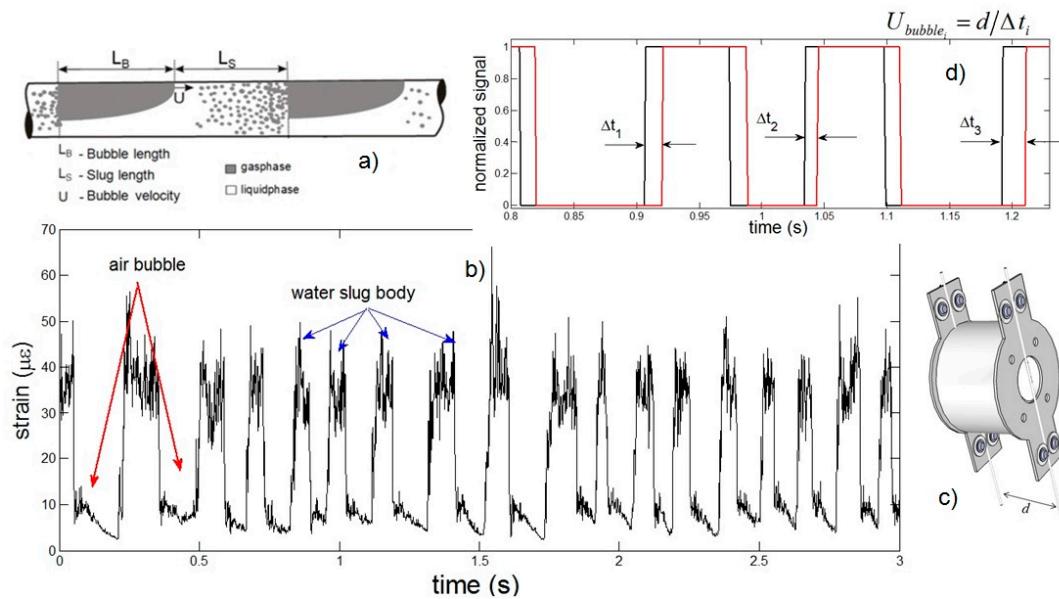 L_B L_S
U
L_B - Bubble length
L_S - Slug length
U - Bubble velocity
gasphase
liquidphase
a)
U_bubble_i = d/Δt_i
d)
normalized signal
1
0.8
0.6
0.4
0.2
0
Δt_1
Δt_2
Δt_3
0.8 0.85 0.9 0.95 1 1.05 1.1 1.15 1.2
time (s)
b)
air bubble
water slug body
strain (με)
70
60
50
40
30
20
10
0
0 0.5 1 1.5 2 2.5 3
time (s)
c)
d